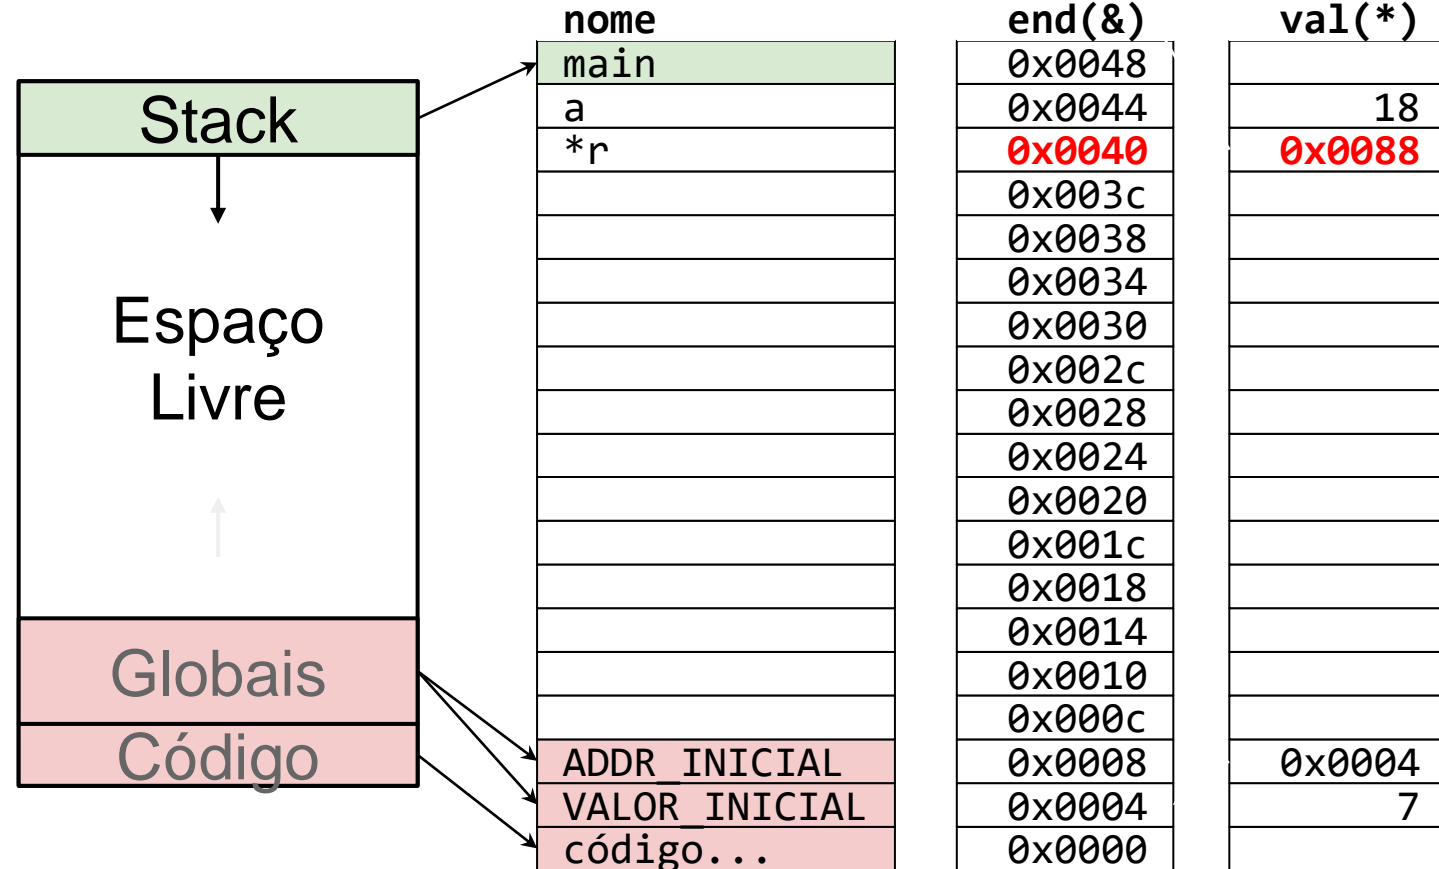 nome end(&) val(*)
main 0x0048
Stack
a 0x0044 18
*r 0x0040 0x0088
0x003c
0x0038
0x0034
Espaço
Livre
0x0030
0x002c
0x0028
0x0024
0x0020
0x001c
0x0018
0x0014
Globais
0x0010
0x000c
Código
ADDR_INICIAL 0x0008 0x0004
VALOR_INICIAL 0x0004 7
código... 0x0000